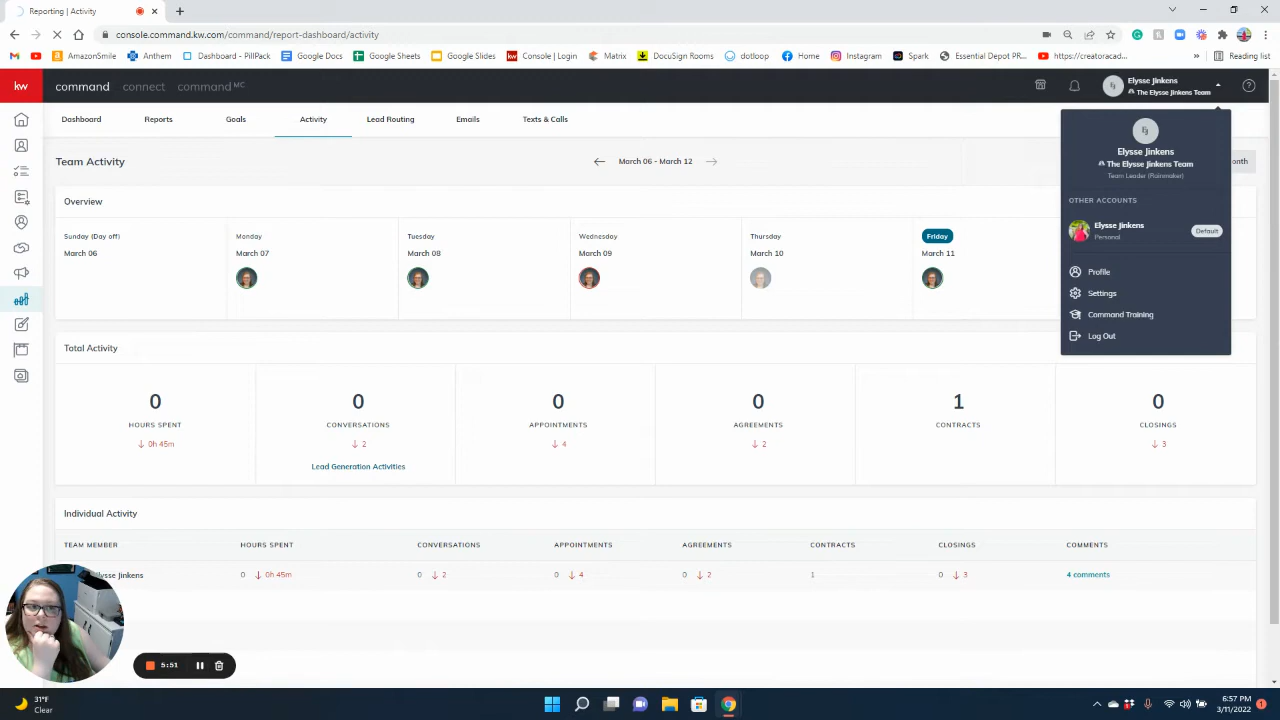 Reporting | Activity
console.command.kw.com/command/report-dashboard/activity
Gmail
YouTube
AmazonSmile
Anthem
Dashboard - PillPack
Google Docs
Google Sheets
Google Slides
Console | Login
Matrix
DocuSign Rooms
dotloop
Home
Instagram
Spark
Essential Depot PR...
https://creatoracad...
Reading list
kw
command
connect
command MC
Elysse Jinkens
The Elysse Jinkens Team
Dashboard
Reports
Goals
Activity
Lead Routing
Emails
Texts & Calls
Elysse Jinkens
The Elysse Jinkens Team
Team Leader (Rainmaker)
OTHER ACCOUNTS
Elysse Jinkens
Personal
Default
Profile
Settings
Command Training
Log Out
Team Activity
March 06 - March 12
onth
Overview
Sunday (Day off)
March 06
Monday
March 07
Tuesday
March 08
Wednesday
March 09
Thursday
March 10
Friday
March 11
Total Activity
0
HOURS SPENT
↓ 0h 45m
0
CONVERSATIONS
↓ 2
Lead Generation Activities
0
APPOINTMENTS
↓ 4
0
AGREEMENTS
↓ 2
1
CONTRACTS
0
CLOSINGS
↓ 3
Individual Activity
TEAM MEMBER HOURS SPENT CONVERSATIONS APPOINTMENTS AGREEMENTS CONTRACTS CLOSINGS COMMENTS
lysse Jinkens 0 ↓ 0h 45m 0 ↓ 2 0 ↓ 4 0 ↓ 2 1 0 ↓ 3 4 comments
5:51
31°F
Clear
6:57 PM
3/11/2022
1